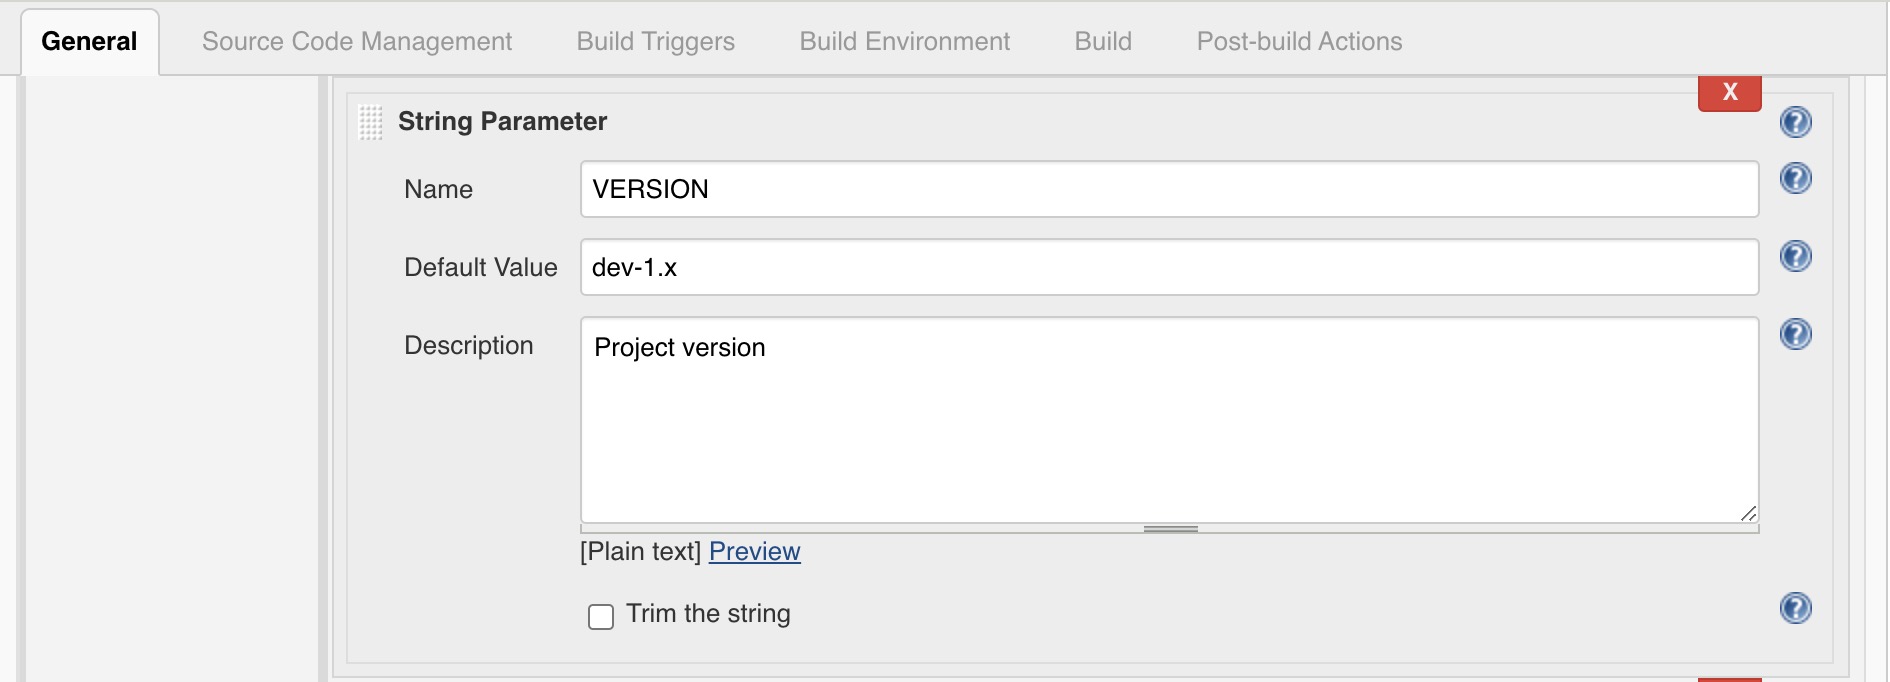 General Source Code Management Build Triggers Build Environment Build Post-build Actions
X
String Parameter
?
Name VERSION ?
Default Value dev-1.x ?
Description Project version ?
[Plain text] Preview
Trim the string ?